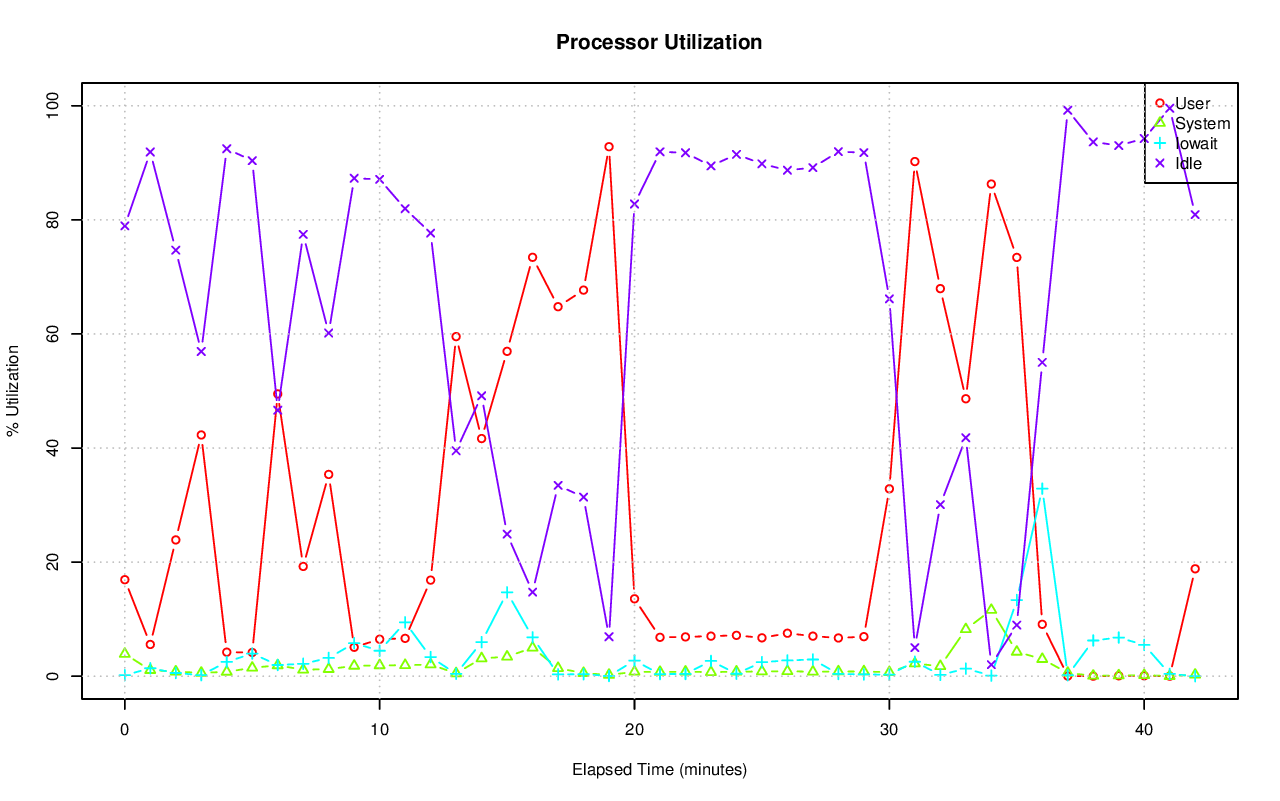 Processor Utilization
% Utilization
100
80
60
40
20
0
User
System
Iowait
Idle
0 10 20 30 40
Elapsed Time (minutes)